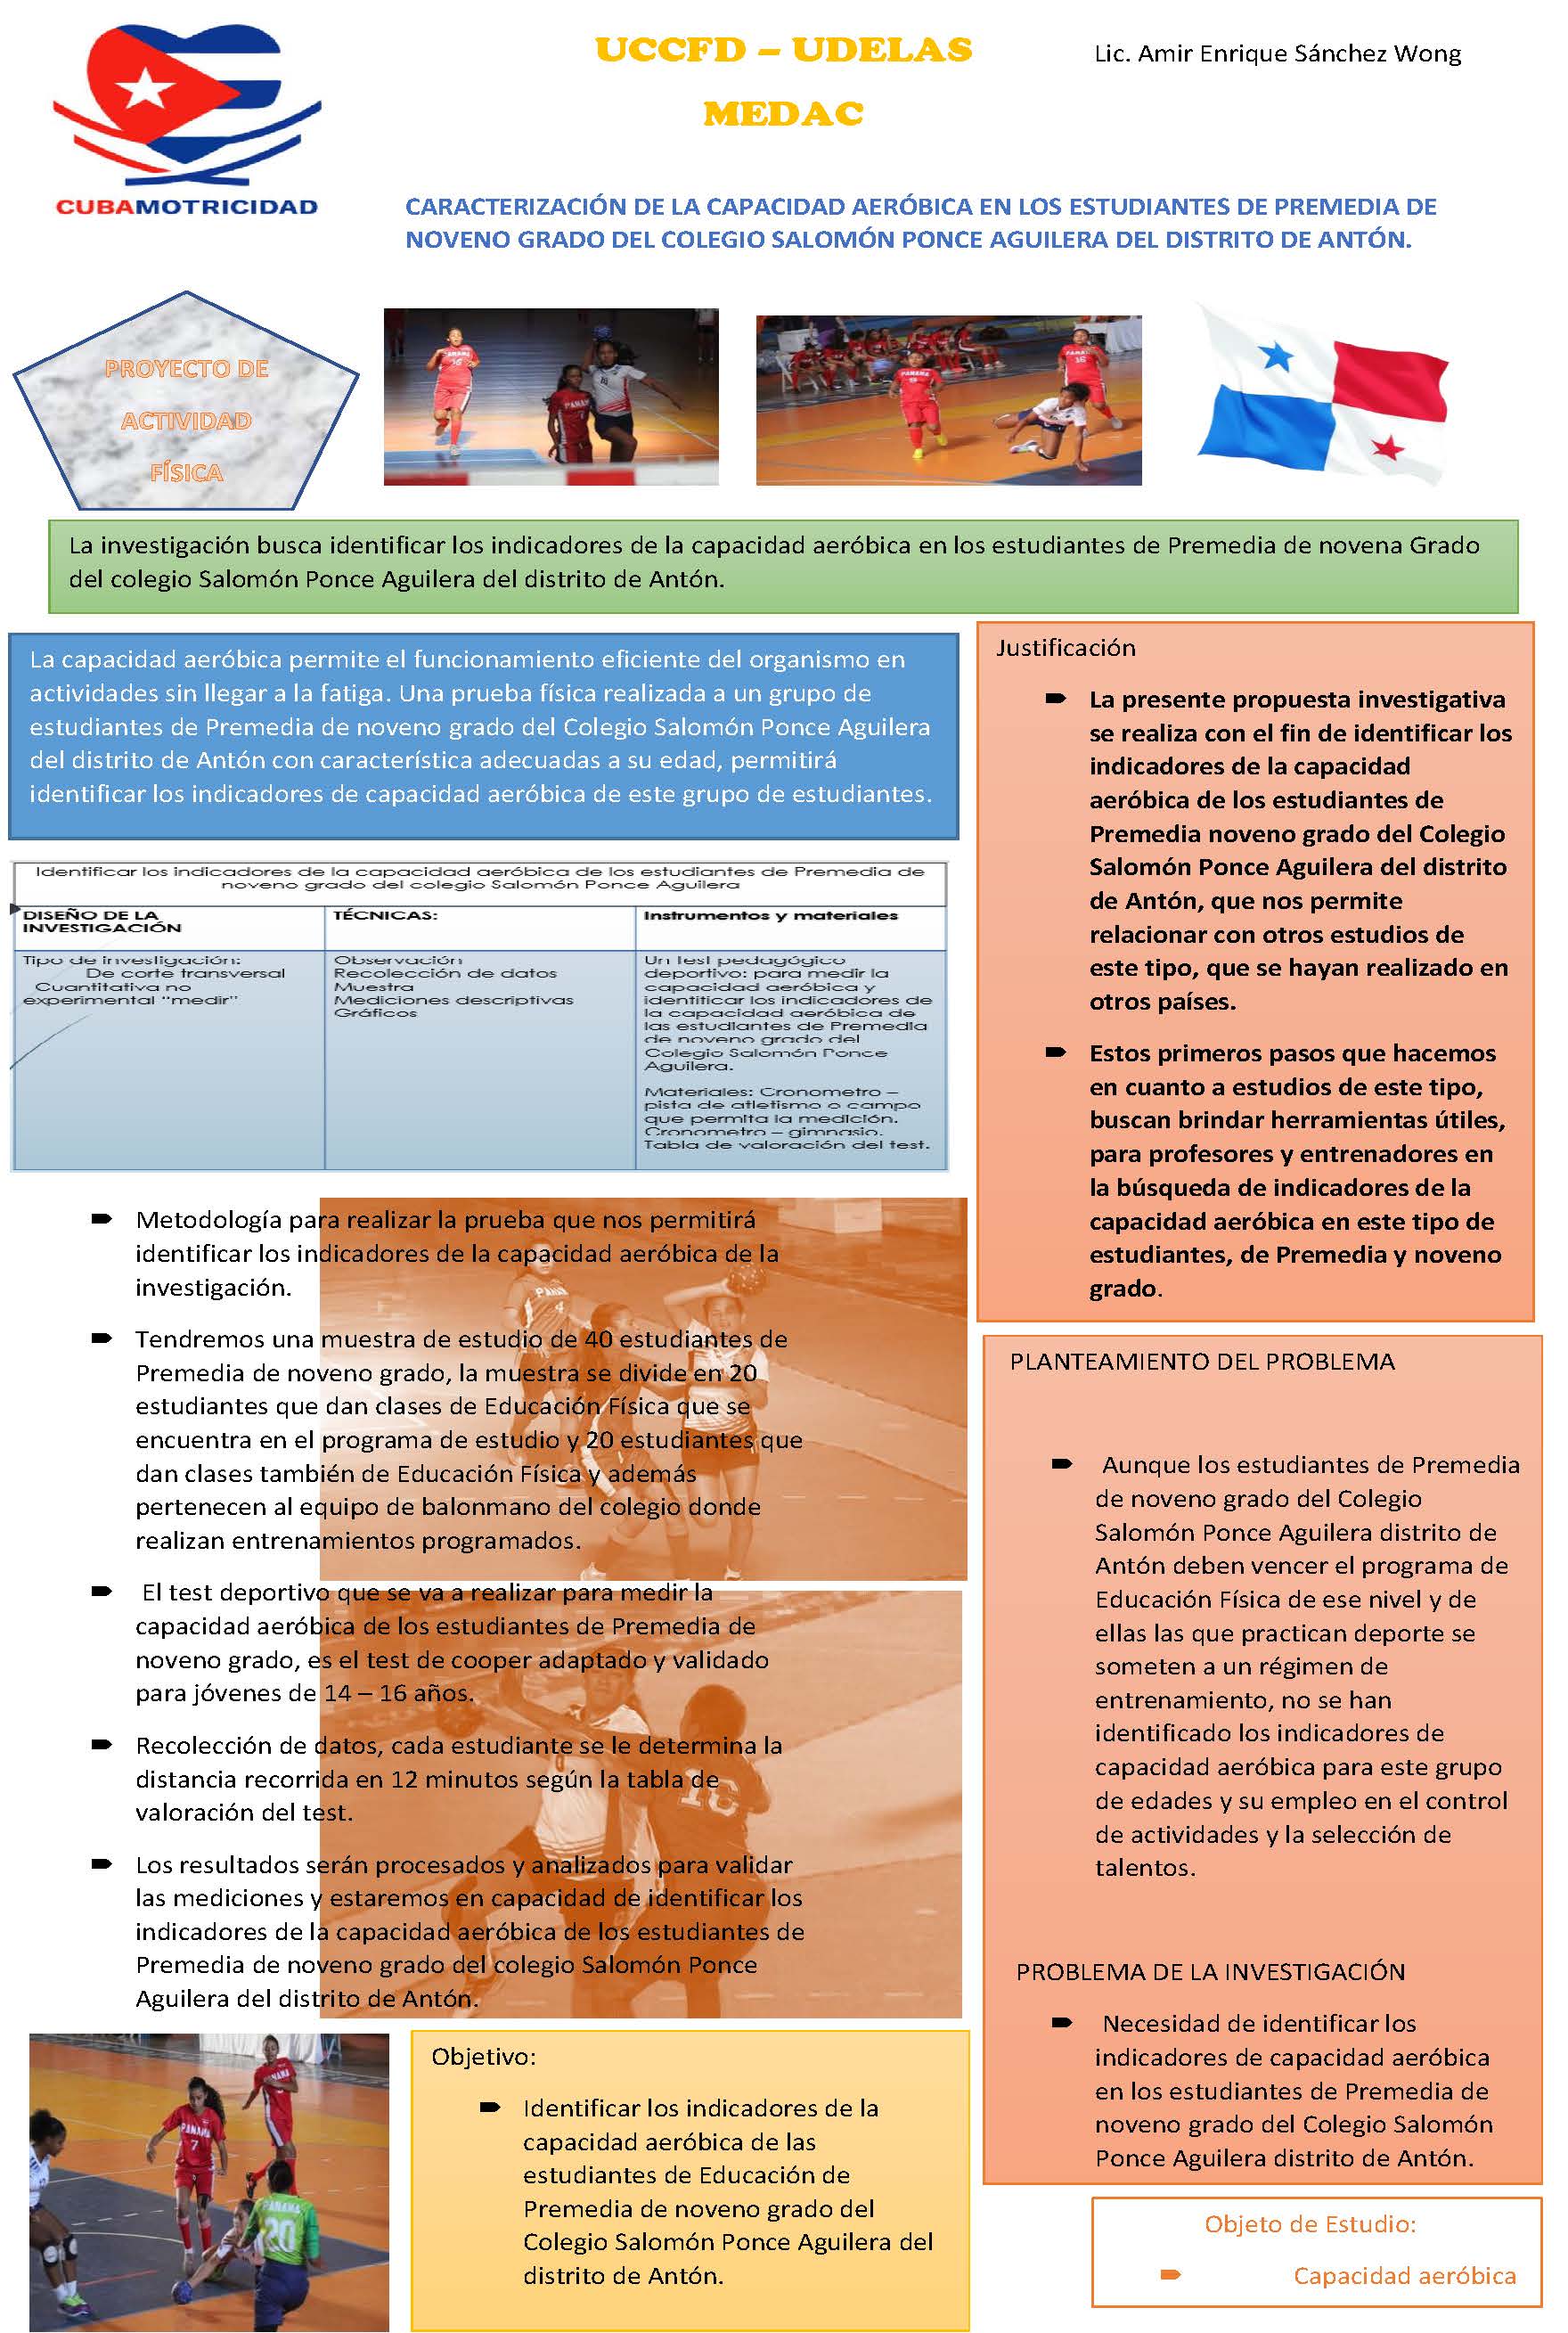 UCCFD – UDELAS
MEDAC
Lic. Amir Enrique Sánchez Wong
CUBAMOTRICIDAD
CARACTERIZACIÓN DE LA CAPACIDAD AERÓBICA EN LOS ESTUDIANTES DE PREMEDIA DE
NOVENO GRADO DEL COLEGIO SALOMÓN PONCE AGUILERA DEL DISTRITO DE ANTÓN.
PROYECTO DE
ACTIVIDAD
FÍSICA
PANAMA
16
PANAMA
10
9
PANAMA
16
La investigación busca identificar los indicadores de la capacidad aeróbica en los estudiantes de Premedia de novena Grado
del colegio Salomón Ponce Aguilera del distrito de Antón.
La capacidad aeróbica permite el funcionamiento eficiente del organismo en
actividades sin llegar a la fatiga. Una prueba física realizada a un grupo de
estudiantes de Premedia de noveno grado del Colegio Salomón Ponce Aguilera
del distrito de Antón con característica adecuadas a su edad, permitirá
identificar los indicadores de capacidad aeróbica de este grupo de estudiantes.
Identificar los indicadores de la capacidad aeróbica de los estudiantes de Premedia de
noveno grado del colegio Salomón Ponce Aguilera
DISEÑO DE LA
INVESTIGACIÓN
TÉCNICAS:
Instrumentos y materiales
Tipo de investigación:
De corte transversal
Cuantitativa no
experimental “medir”
Observación
Recolección de datos
Muestra
Mediciones descriptivas
Gráficos
Un test pedagógico
deportivo: para medir la
capacidad aeróbica y
identificar los indicadores de
la capacidad aeróbica de
las estudiantes de Premedia
de noveno grado del
Colegio Salomón Ponce
Aguilera.
Materiales: Cronometro –
pista de atletismo o campo
que permita la medición.
Cronometro – gimnasio.
Tabla de valoración del test.
Metodología para realizar la prueba que nos permitirá
identificar los indicadores de la capacidad aeróbica de la
investigación.
Tendremos una muestra de estudio de 40 estudiantes de
Premedia de noveno grado, la muestra se divide en 20
estudiantes que dan clases de Educación Física que se
encuentra en el programa de estudio y 20 estudiantes que
dan clases también de Educación Física y además
pertenecen al equipo de balonmano del colegio donde
realizan entrenamientos programados.
El test deportivo que se va a realizar para medir la
capacidad aeróbica de los estudiantes de Premedia de
noveno grado, es el test de cooper adaptado y validado
para jóvenes de 14 – 16 años.
Recolección de datos, cada estudiante se le determina la
distancia recorrida en 12 minutos según la tabla de
valoración del test.
Los resultados serán procesados y analizados para validar
las mediciones y estaremos en capacidad de identificar los
indicadores de la capacidad aeróbica de los estudiantes de
Premedia de noveno grado del colegio Salomón Ponce
Aguilera del distrito de Antón.
PANAMA
7
PANAMA
PANAMA
20
Objetivo:
Identificar los indicadores de la
capacidad aeróbica de las
estudiantes de Educación de
Premedia de noveno grado del
Colegio Salomón Ponce Aguilera del
distrito de Antón.
Justificación
La presente propuesta investigativa
se realiza con el fin de identificar los
indicadores de la capacidad
aeróbica de los estudiantes de
Premedia noveno grado del Colegio
Salomón Ponce Aguilera del distrito
de Antón, que nos permite
relacionar con otros estudios de
este tipo, que se hayan realizado en
otros países.
Estos primeros pasos que hacemos
en cuanto a estudios de este tipo,
buscan brindar herramientas útiles,
para profesores y entrenadores en
la búsqueda de indicadores de la
capacidad aeróbica en este tipo de
estudiantes, de Premedia y noveno
grado.
PLANTEAMIENTO DEL PROBLEMA
Aunque los estudiantes de Premedia
de noveno grado del Colegio
Salomón Ponce Aguilera distrito de
Antón deben vencer el programa de
Educación Física de ese nivel y de
ellas las que practican deporte se
someten a un régimen de
entrenamiento, no se han
identificado los indicadores de
capacidad aeróbica para este grupo
de edades y su empleo en el control
de actividades y la selección de
talentos.
PROBLEMA DE LA INVESTIGACIÓN
Necesidad de identificar los
indicadores de capacidad aeróbica
en los estudiantes de Premedia de
noveno grado del Colegio Salomón
Ponce Aguilera distrito de Antón.
Objeto de Estudio:
Capacidad aeróbica